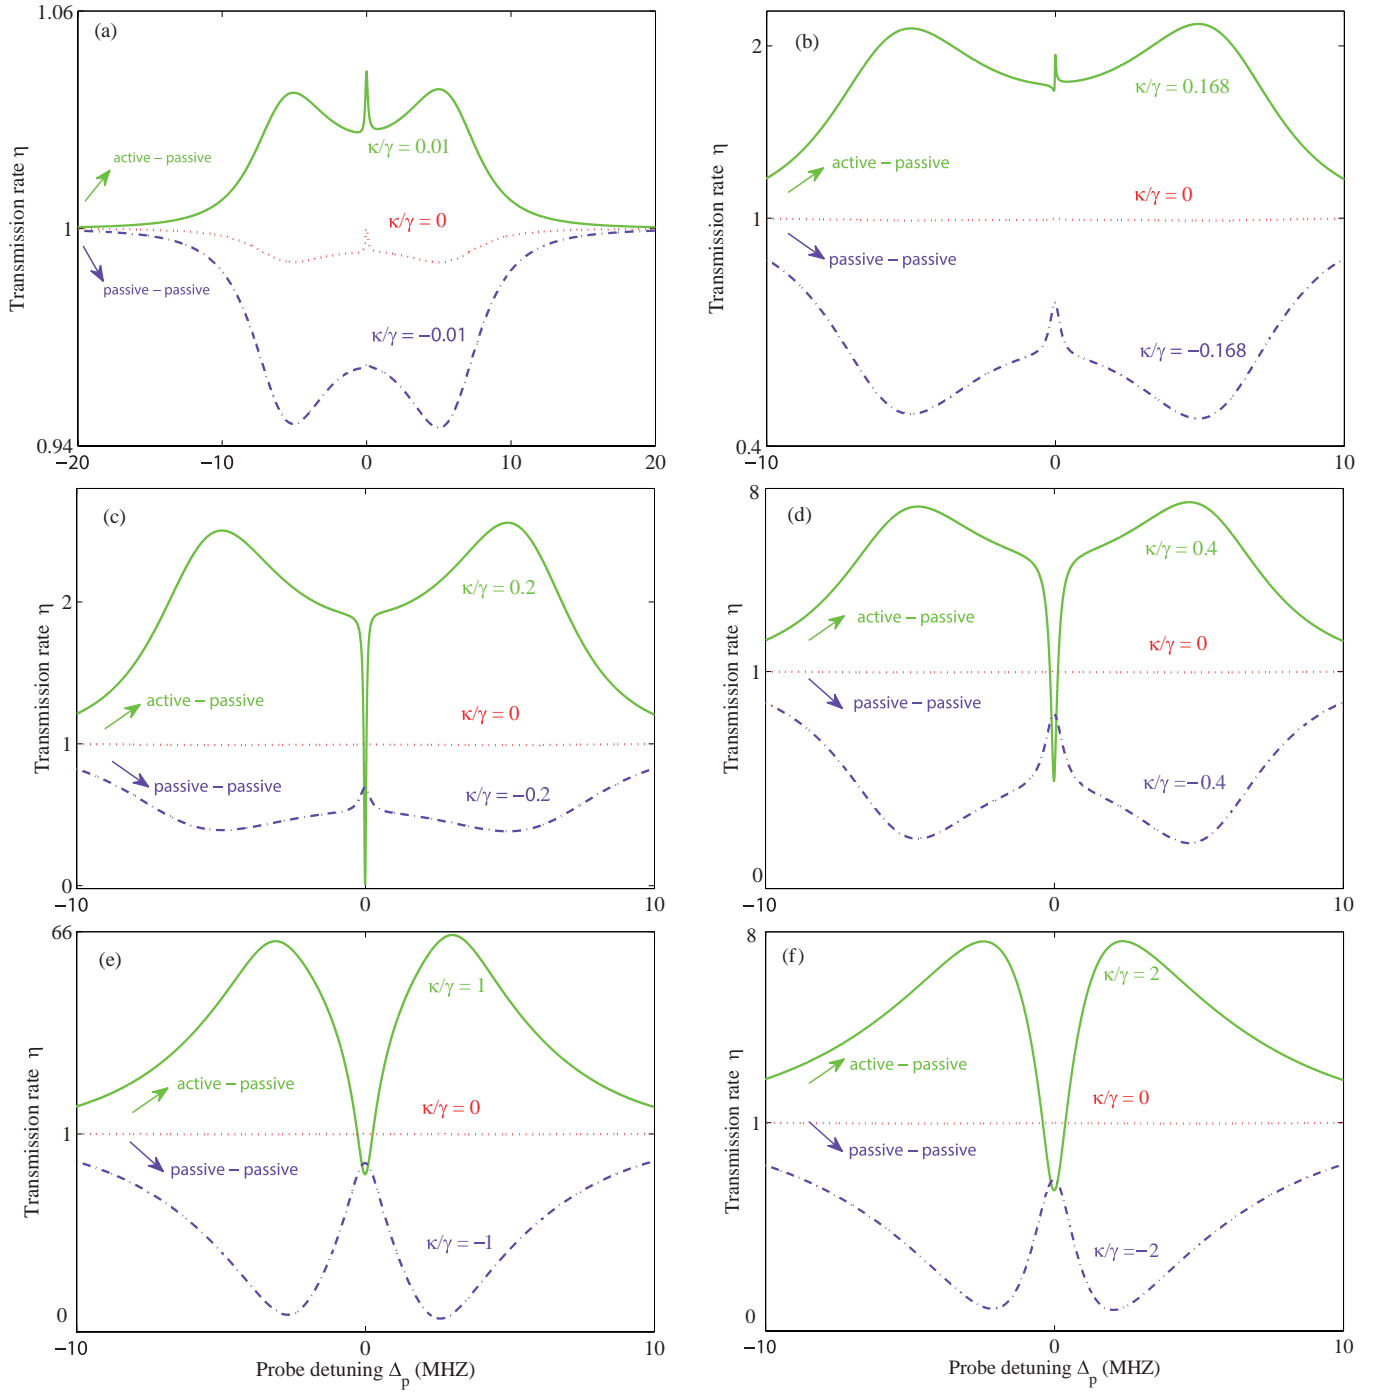 1.06
(a)
κ/γ = 0.01
active – passive
κ/γ = 0
1
passive – passive
κ/γ = −0.01
0.94
−20
−10
0
10
20
Transmission rate η
(b)
2
κ/γ = 0.168
active – passive
κ/γ = 0
1
passive – passive
κ/γ = −0.168
0.4
−10
0
10
Transmission rate η
(c)
κ/γ = 0.2
2
active – passive
κ/γ = 0
1
passive – passive
κ/γ = −0.2
0
−10
0
10
Transmission rate η
8
(d)
κ/γ = 0.4
active – passive
κ/γ = 0
1
passive – passive
κ/γ =−0.4
0
−10
0
10
Transmission rate η
66
(e)
κ/γ = 1
active – passive
κ/γ = 0
1
passive – passive
κ/γ = −1
0
−10
0
10
Transmission rate η
Probe detuning Δp (MHZ)
8
(f)
κ/γ = 2
active – passive
κ/γ = 0
1
passive – passive
κ/γ =−2
0
−10
0
10
Transmission rate η
Probe detuning Δp (MHZ)